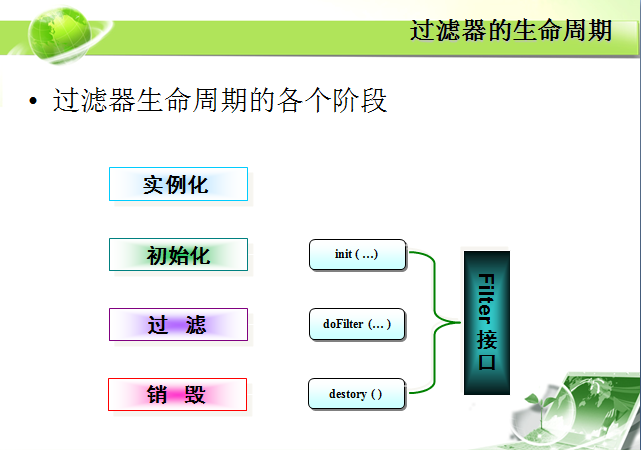 过滤器的生命周期
• 过滤器生命周期的各个阶段
实例化
初始化
init ( …)
过 滤
doFilter (… )
销 毁
destory ( )
Filter 接口